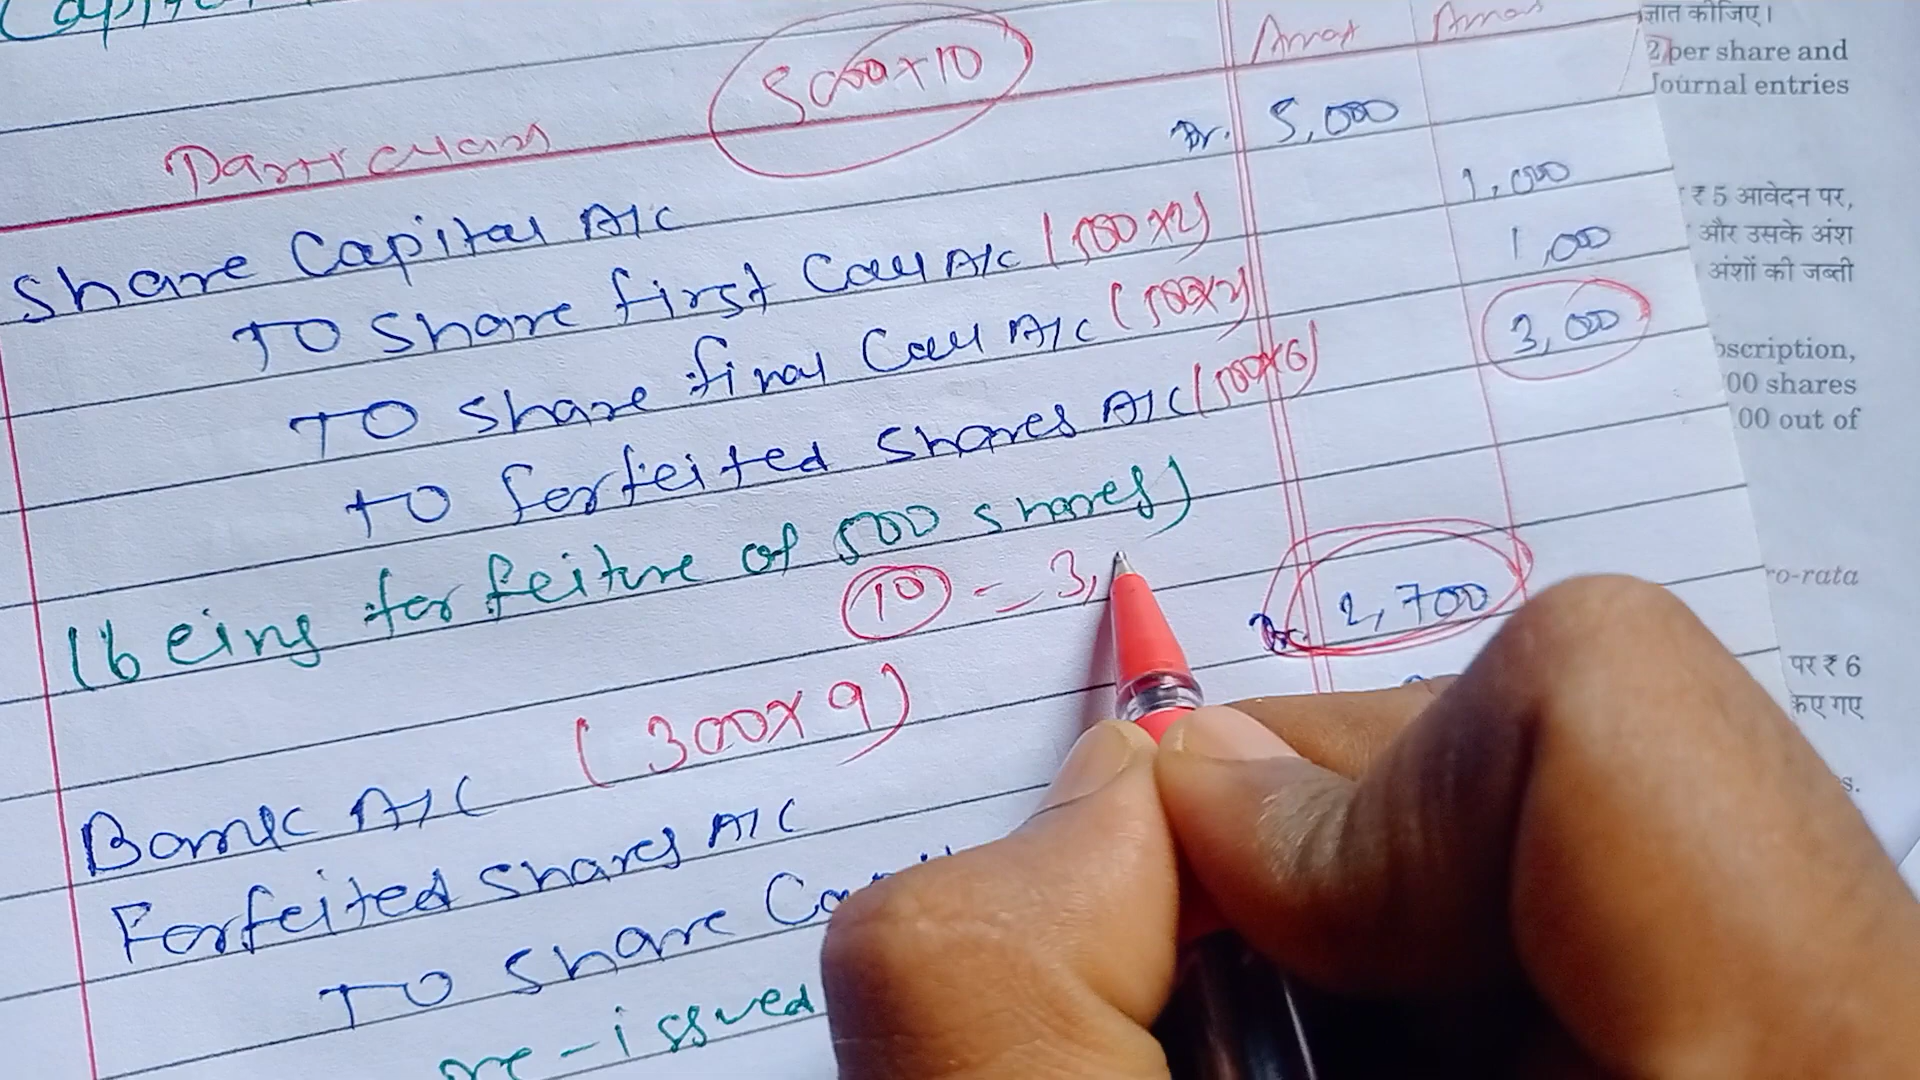 500×10
Amount Amount
Particulars
Share Capital A/C Dr. 5,000
TO Share first Call A/C (500×2) 1,000
TO Share final Call A/C (500×2) 1,000
TO forfeited Shares A/C (500×6) 3,000
(being forfeiture of 500 shares)
10 = 3,
(300×9)
Bank A/C Dr. 2,700
Forfeited shares A/C
TO Share Ca
re-issued
ज्ञात कीजिए।
2 per share and
Journal entries
₹ 5 आवेदन पर,
और उसके अंश
अंशों की जब्ती
bscription,
00 shares
00 out of
ro-rata
पर ₹ 6
किए गए
s.